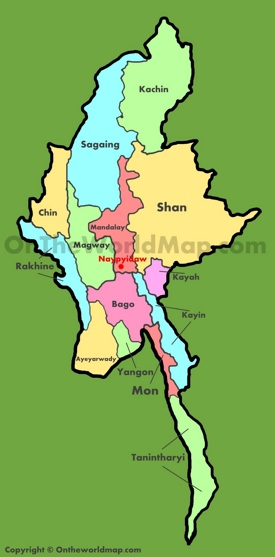 Kachin
Sagaing
Shan
Chin
Mandalay
Magway
OnTheWorldMap.com
Naypyidaw
Rakhine
Kayah
Bago
Kayin
Ayeyarwady
Yangon
Mon
Tanintharyi
Copyright © Ontheworldmap.com